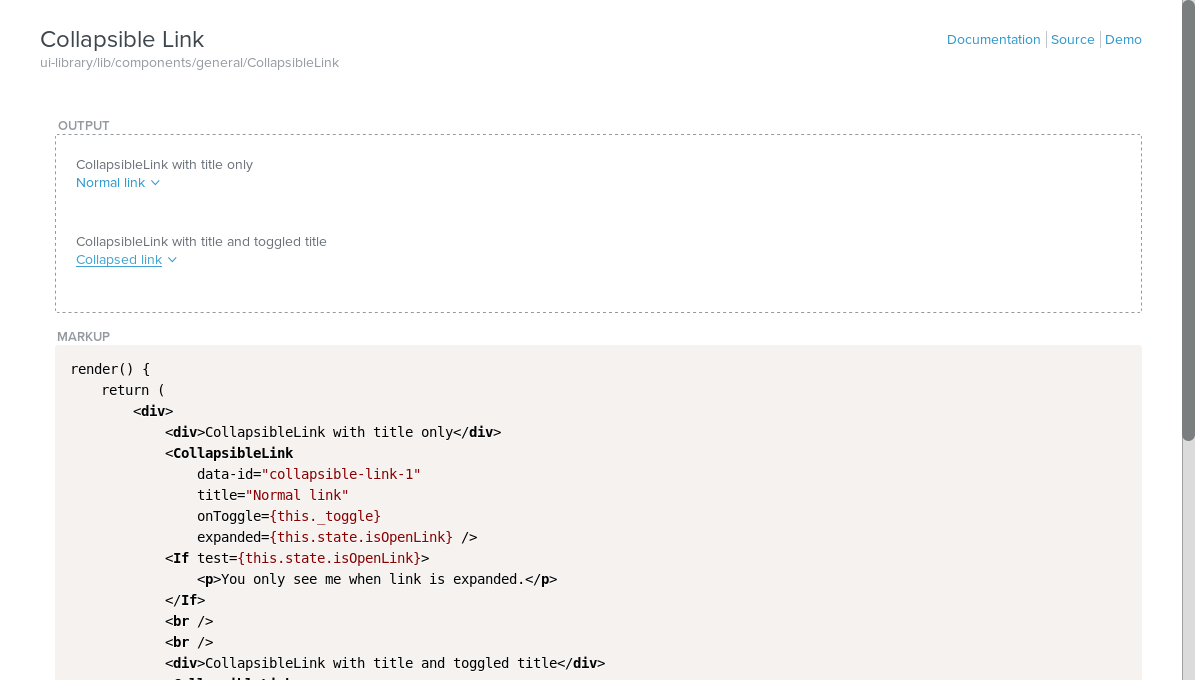 Collapsible Link
Documentation Source Demo
ui-library/lib/components/general/CollapsibleLink
OUTPUT
CollapsibleLink with title only
Normal link
CollapsibleLink with title and toggled title
Collapsed link
MARKUP
render() {
    return (
        <div>
            <div>CollapsibleLink with title only</div>
            <CollapsibleLink
                data-id="collapsible-link-1"
                title="Normal link"
                onToggle={this._toggle}
                expanded={this.state.isOpenLink} />
            <If test={this.state.isOpenLink}>
                <p>You only see me when link is expanded.</p>
            </If>
            <br />
            <br />
            <div>CollapsibleLink with title and toggled title</div>